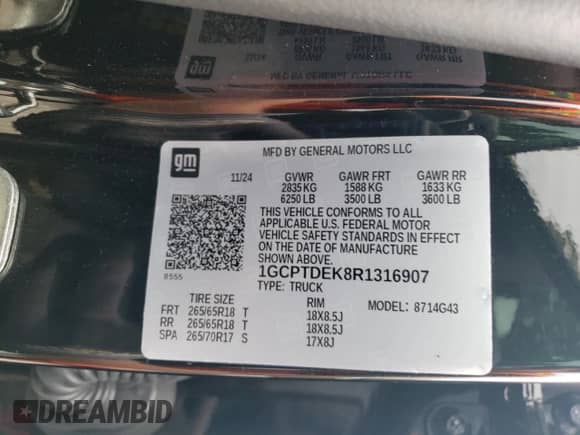 gm
MFD BY GENERAL MOTORS LLC
11/24 GVWR GAWR FRT GAWR RR
2835 KG 1588 KG 1633 KG
6250 LB 3500 LB 3600 LB
THIS VEHICLE CONFORMS TO ALL
APPLICABLE U.S. FEDERAL MOTOR
VEHICLE SAFETY STANDARDS IN EFFECT
ON THE DATE OF MANUFACTURE
SHOWN ABOVE.
1GCPTDEK8R1316907
8555
TYPE: TRUCK
TIRE SIZE RIM MODEL: 8714G43
FRT 265/65R18 T 18X8.5J
RR 265/65R18 T 18X8.5J
SPA 265/70R17 S 17X8J
DREAMBID